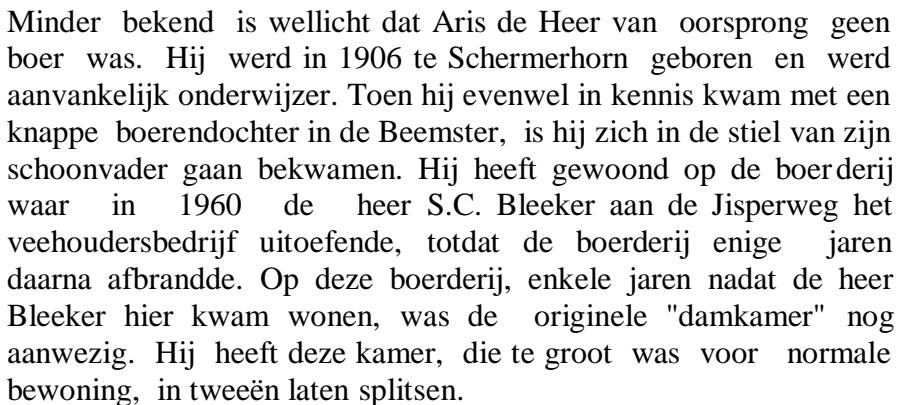 Minder bekend is wellicht dat Aris de Heer van oorsprong geen
boer was. Hij werd in 1906 te Schermerhorn geboren en werd
aanvankelijk onderwijzer. Toen hij evenwel in kennis kwam met een
knappe boerendochter in de Beemster, is hij zich in de stiel van zijn
schoonvader gaan bekwamen. Hij heeft gewoond op de boerderij
waar in 1960 de heer S.C. Bleeker aan de Jisperweg het
veehoudersbedrijf uitoefende, totdat de boerderij enige jaren
daarna afbrandde. Op deze boerderij, enkele jaren nadat de heer
Bleeker hier kwam wonen, was de originele "damkamer" nog
aanwezig. Hij heeft deze kamer, die te groot was voor normale
bewoning, in tweeën laten splitsen.